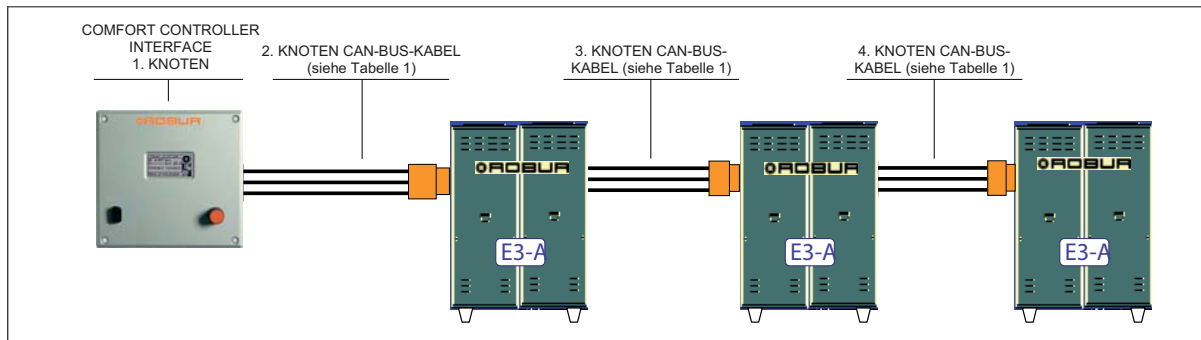 COMFORT CONTROLLER
INTERFACE
1. KNOTEN
2. KNOTEN CAN-BUS-KABEL
(siehe Tabelle 1)
3. KNOTEN CAN-BUS-
KABEL (siehe Tabelle 1)
4. KNOTEN CAN-BUS-
KABEL (siehe Tabelle 1)
ROBUR
ROBUR
ROBUR
ROBUR
E3-A
E3-A
E3-A